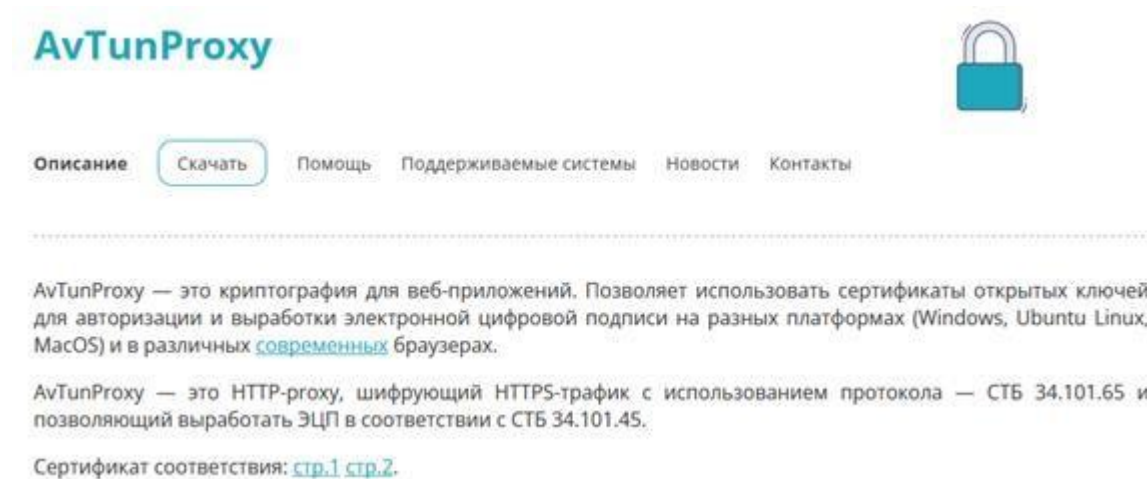 AvTunProxy
Описание Скачать Помощь Поддерживаемые системы Новости Контакты
AvTunProxy — это криптография для веб-приложений. Позволяет использовать сертификаты открытых ключей
для авторизации и выработки электронной цифровой подписи на разных платформах (Windows, Ubuntu Linux,
MacOS) и в различных современных браузерах.
AvTunProxy — это HTTP-proxy, шифрующий HTTPS-трафик с использованием протокола — СТБ 34.101.65 и
позволяющий выработать ЭЦП в соответствии с СТБ 34.101.45.
Сертификат соответствия: стр.1 стр.2.